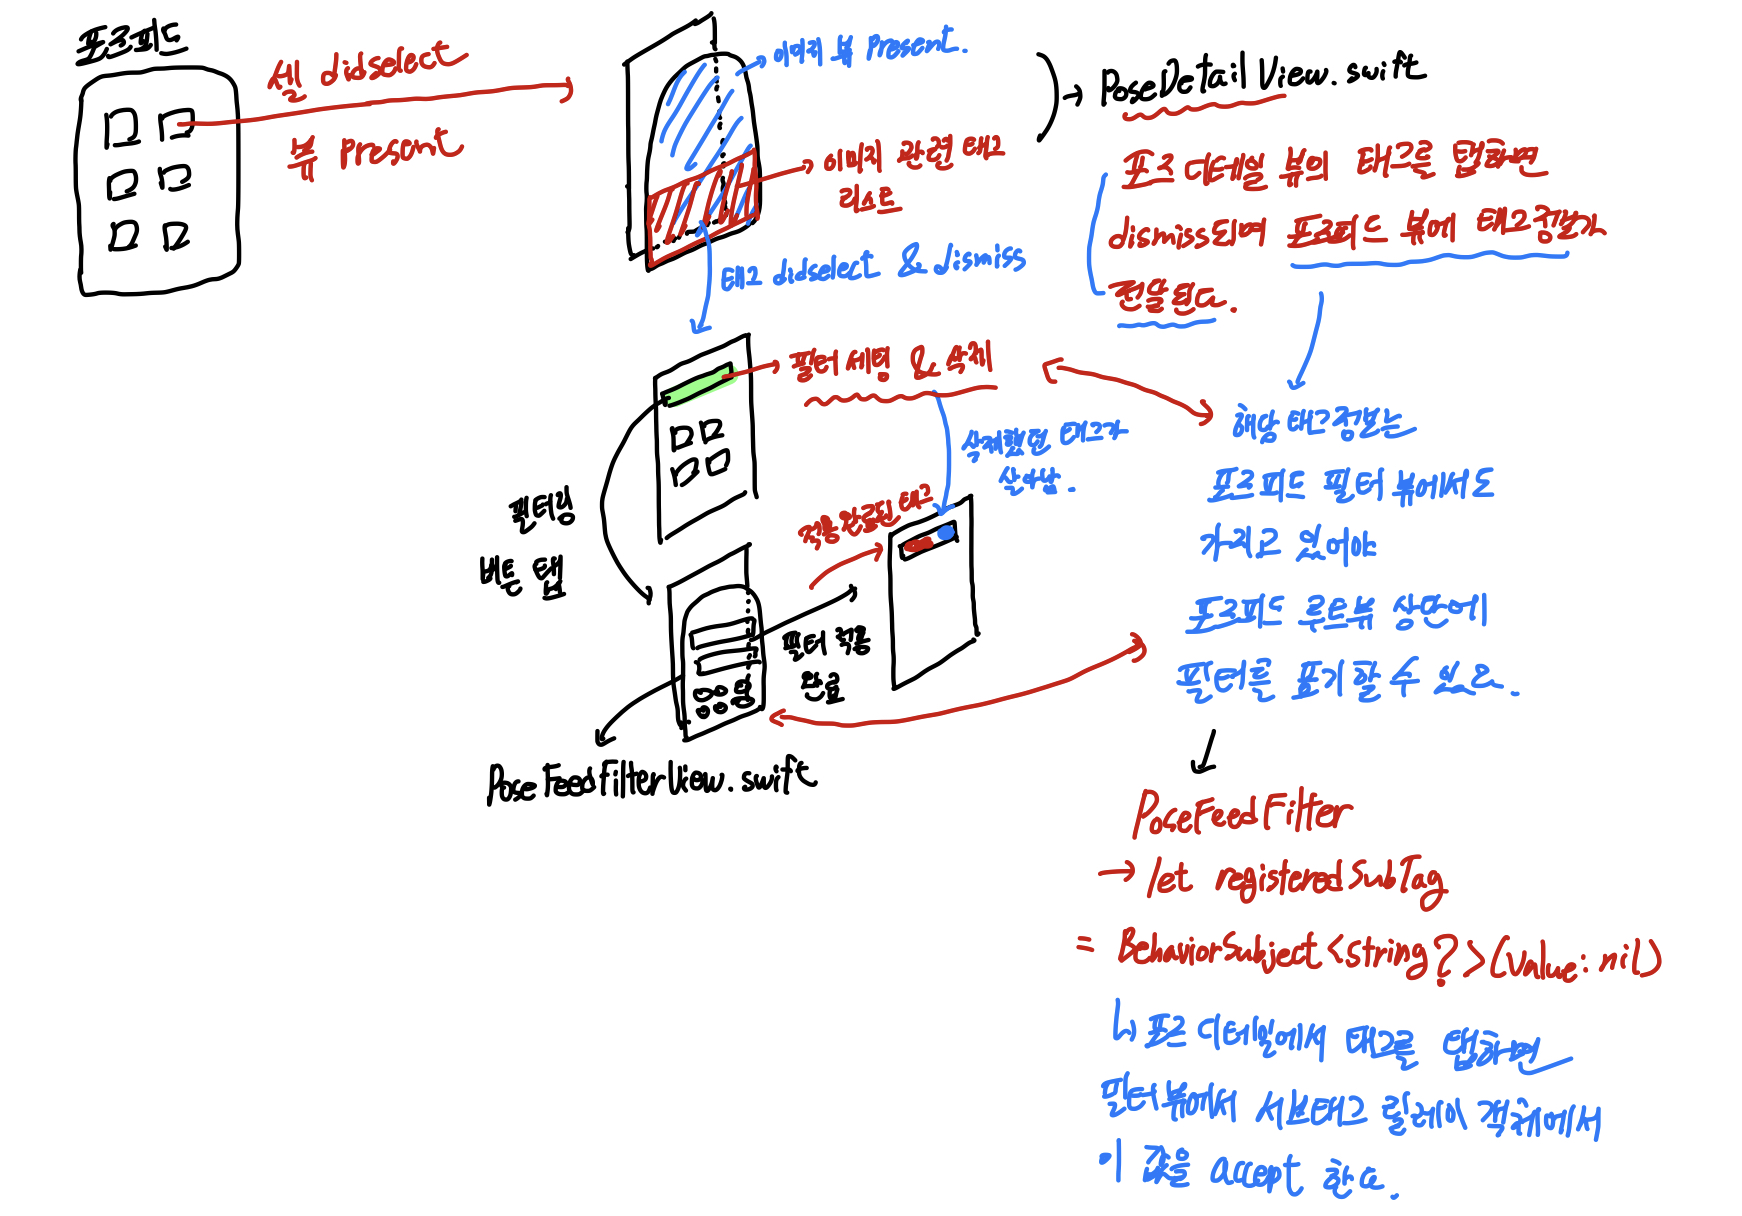 포즈피드
셀 didselect
뷰 present
이미지 뷰 present.
이미지 관련 태그
리스트
PoseDetailView.swift
포즈 디테일 뷰의 태그를 탭하면
dismiss되며 포즈피드 뷰에 태그정보가
전달된다.
태그 didselect & dismiss
필터 세팅 & 삭제
삭제했던 태그가
살아남.
해당 태그정보는
포즈피드 필터 뷰에서도
가지고 있어야
포즈피드 루트뷰 상단에
필터를 표기할 수 있다.
필터링
버튼 탭
적용 완료된 태그
필터 적용
완료
PoseFeedFilterView.swift
PoseFeedFilter
→ let registeredSubTag
= BehaviorSubject<String?>(value: nil)
↳ 포즈 디테일에서 태그를 탭하면
필터뷰에서 서브태그 릴레이 객체에서
이 값을 accept 한다.